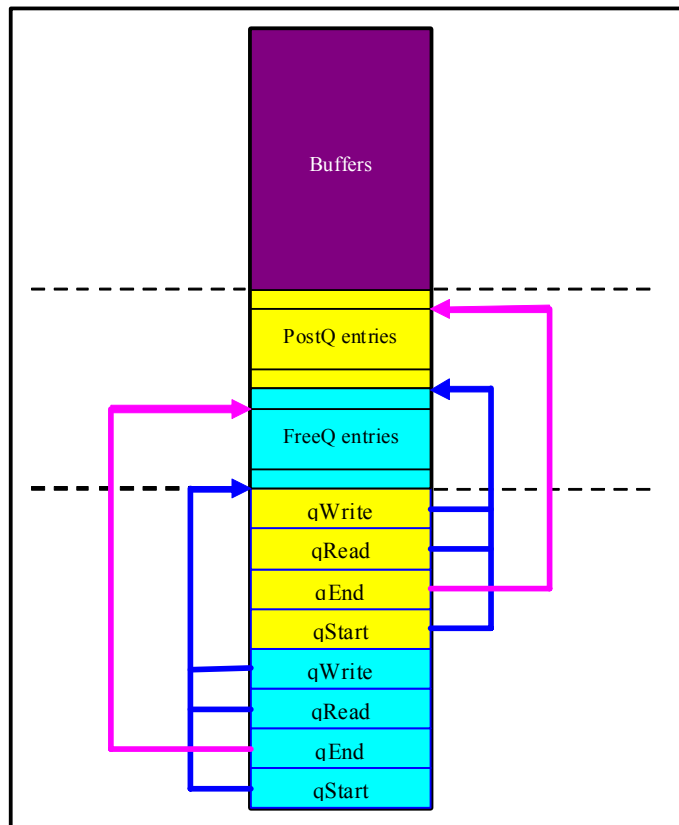 Buffers
PostQ entries
FreeQ entries
qWrite
qRead
qEnd
qStart
qWrite
qRead
qEnd
qStart